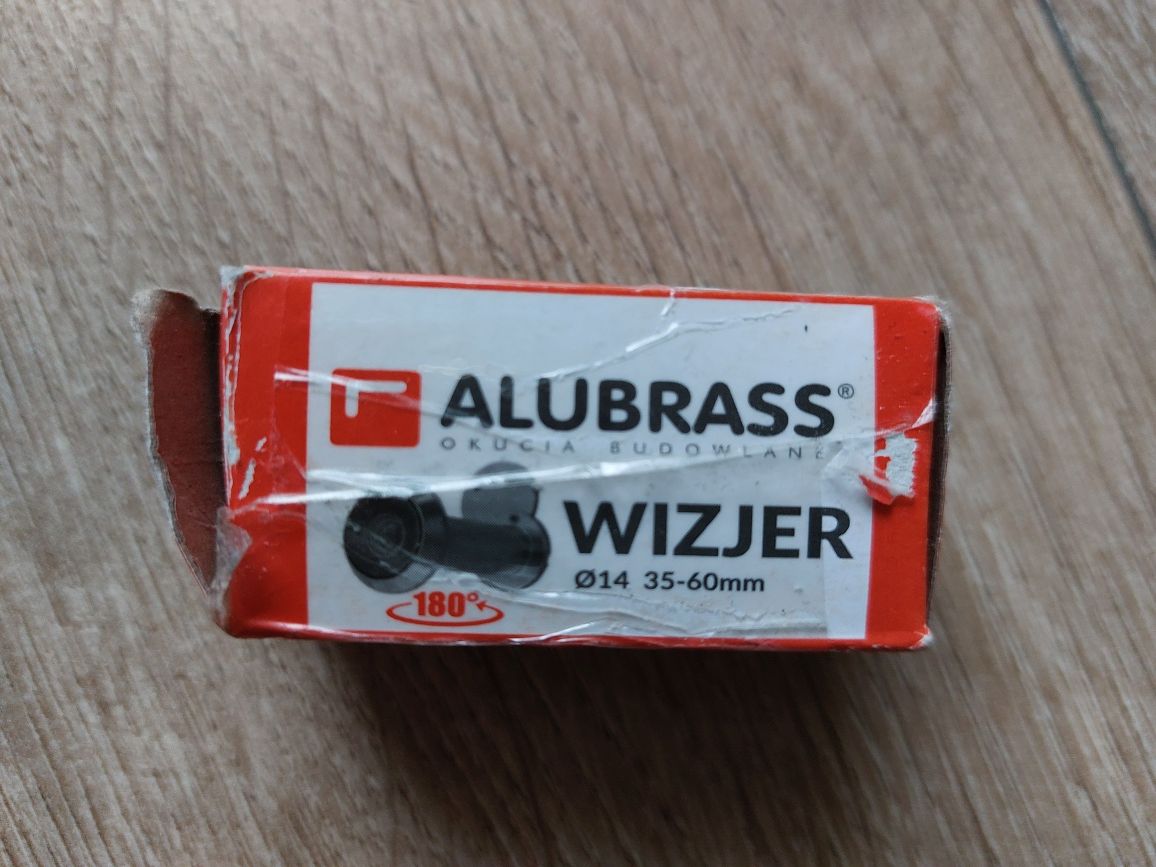 ALUBRASS®
OKUCIA BUDOWLANE
WIZJER
Ø14 35-60mm
180°